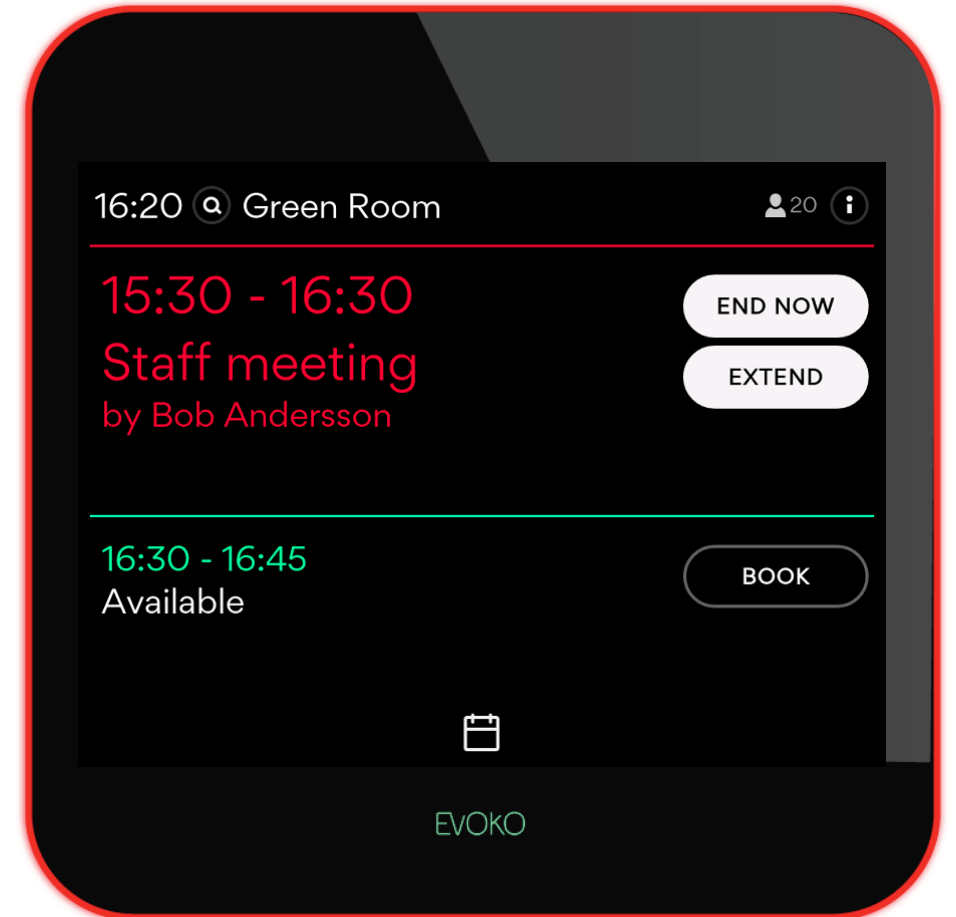 16:20 Green Room 20 i
15:30 - 16:30
END NOW
Staff meeting
EXTEND
by Bob Andersson
16:30 - 16:45
BOOK
Available
EVOKO